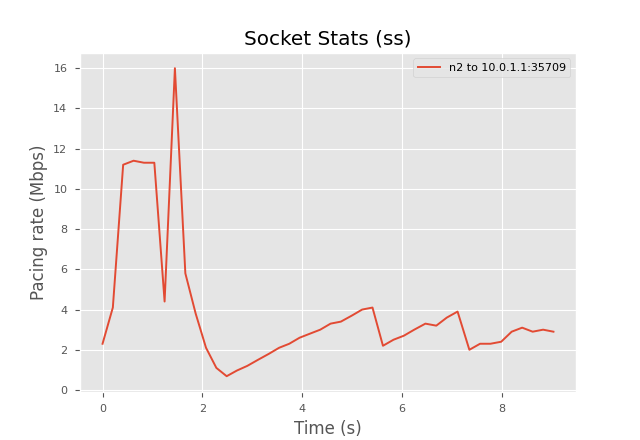 Socket Stats (ss)
n2 to 10.0.1.1:35709
Pacing rate (Mbps)
16
14
12
10
8
6
4
2
0
0 2 4 6 8
Time (s)